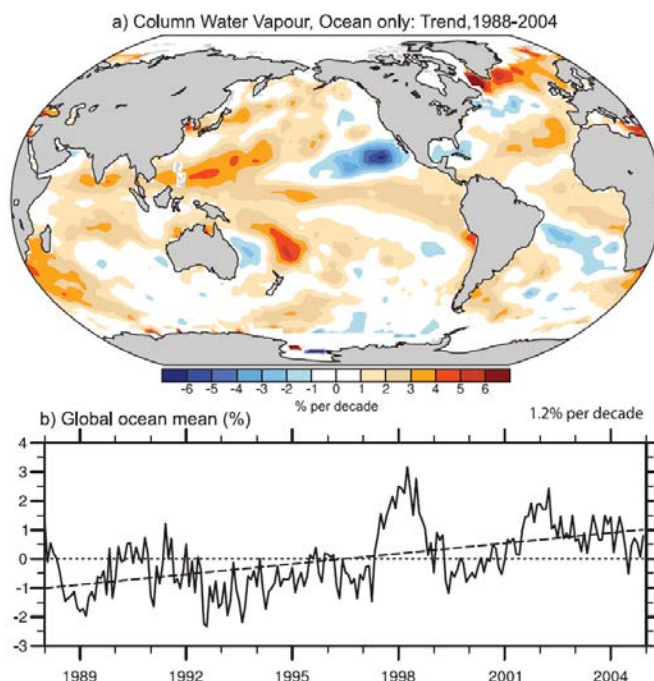 a) Column Water Vapour, Ocean only: Trend, 1988-2004
-6 -5 -4 -3 -2 -1 0 1 2 3 4 5 6
% per decade
b) Global ocean mean (%) 1.2% per decade
4
3
2
1
0
-1
-2
-3
1989 1992 1995 1998 2001 2004